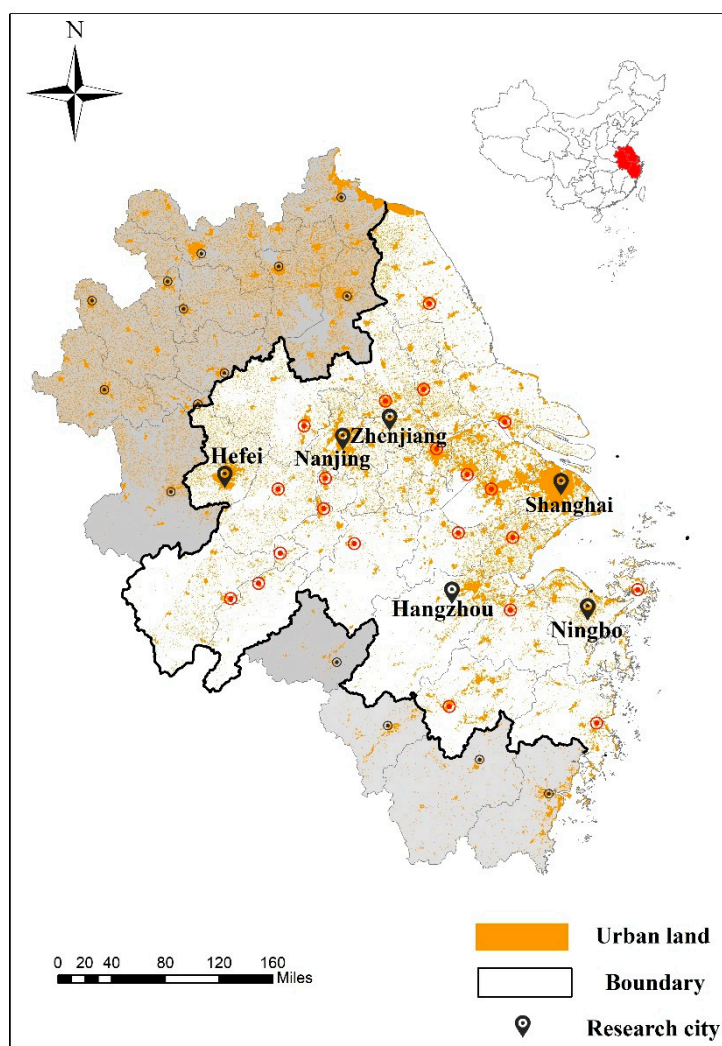 N
Zhenjiang
Hefei
Nanjing
Shanghai
Hangzhou
Ningbo
Urban land
0 20 40 80 120 160
Miles
Boundary
Research city